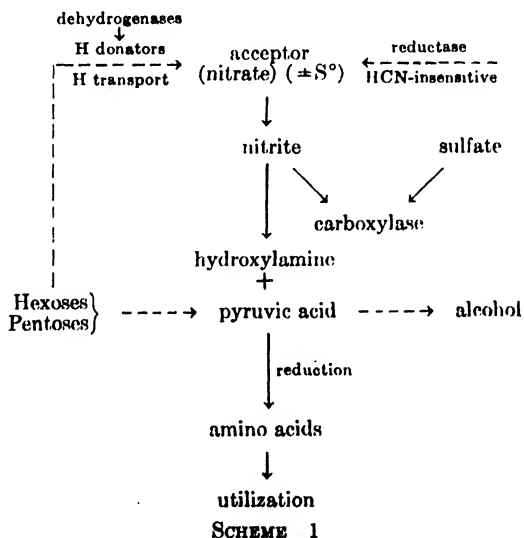 dehydrogenases
H donators
H transport
acceptor
(nitrate) (±S°)
reductase
HCN-insensitive
nitrite
sulfate
carboxylase
hydroxylamine
+
Hexoses
Pentoses}
pyruvic acid
alcohol
reduction
amino acids
utilization
SCHEME 1